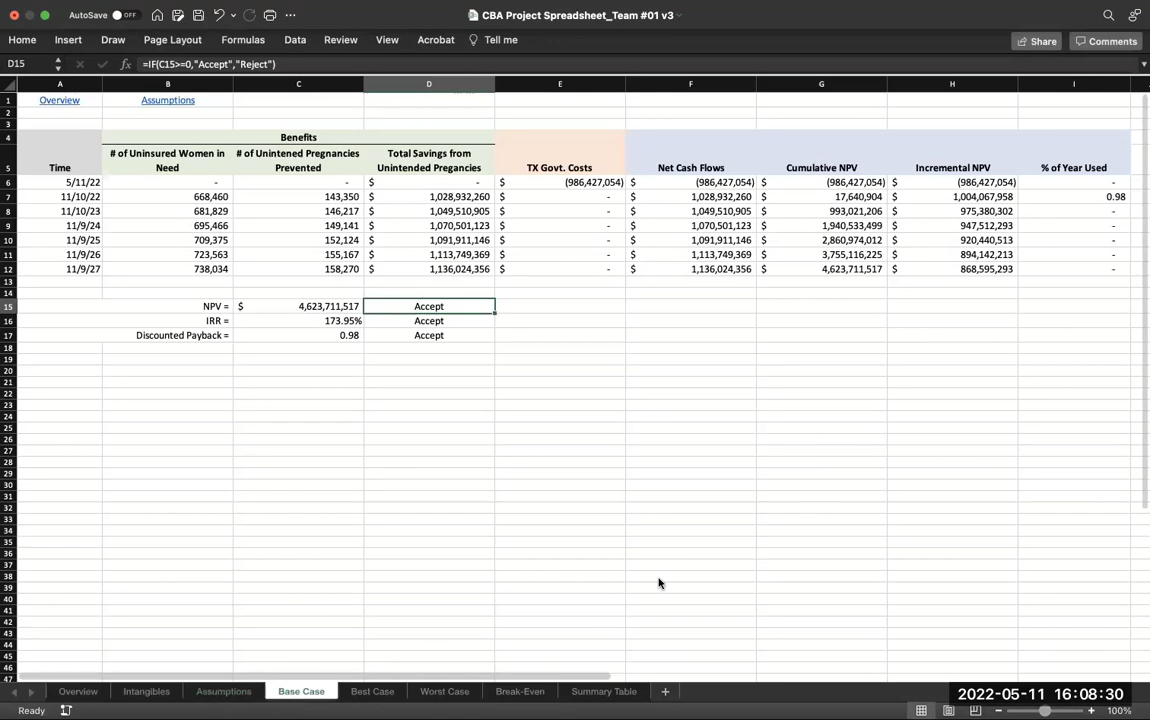 AutoSave OFF CBA Project Spreadsheet_Team #01 v3
Home Insert Draw Page Layout Formulas Data Review View Acrobat Tell me Share Comments
D15 fx =IF(C15>=0,"Accept","Reject")
A B C D E F G H I
1 Overview Assumptions
2
3
4 Benefits
# of Uninsured Women in # of Unintened Pregnancies Total Savings from
5 Time Need Prevented Unintended Pregancies TX Govt. Costs Net Cash Flows Cumulative NPV Incremental NPV % of Year Used
6 5/11/22 - - $ - $ (986,427,054) $ (986,427,054) $ (986,427,054) $ (986,427,054) -
7 11/10/22 668,460 143,350 $ 1,028,932,260 $ - $ 1,028,932,260 $ 17,640,904 $ 1,004,067,958 0.98
8 11/10/23 681,829 146,217 $ 1,049,510,905 $ - $ 1,049,510,905 $ 993,021,206 $ 975,380,302 -
9 11/9/24 695,466 149,141 $ 1,070,501,123 $ - $ 1,070,501,123 $ 1,940,533,499 $ 947,512,293 -
10 11/9/25 709,375 152,124 $ 1,091,911,146 $ - $ 1,091,911,146 $ 2,860,974,012 $ 920,440,513 -
11 11/9/26 723,563 155,167 $ 1,113,749,369 $ - $ 1,113,749,369 $ 3,755,116,225 $ 894,142,213 -
12 11/9/27 738,034 158,270 $ 1,136,024,356 $ - $ 1,136,024,356 $ 4,623,711,517 $ 868,595,293 -
13
14
15 NPV = $ 4,623,711,517 Accept
16 IRR = 173.95% Accept
17 Discounted Payback = 0.98 Accept
18
19
20
21
22
23
24
25
26
27
28
29
30
31
32
33
34
35
36
37
38
39
40
41
42
43
44
45
46
47
Overview Intangibles Assumptions Base Case Best Case Worst Case Break-Even Summary Table +
2022-05-11 16:08:30
Ready 100%